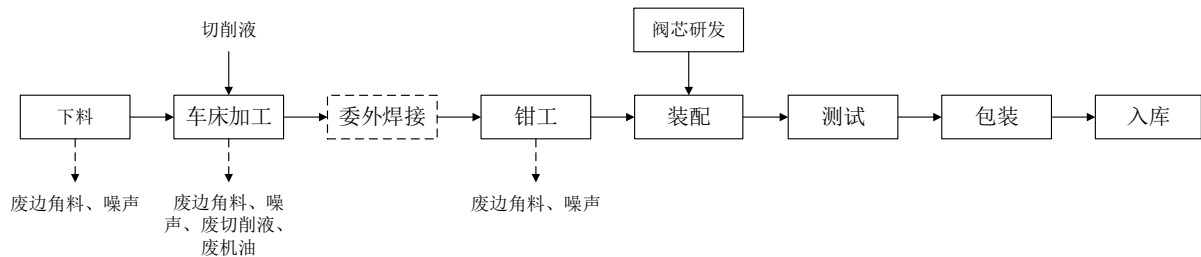 切削液
阀芯研发
下料
车床加工
委外焊接
钳工
装配
测试
包装
入库
废边角料、噪声
废边角料、噪
声、废切削液、
废机油
废边角料、噪声